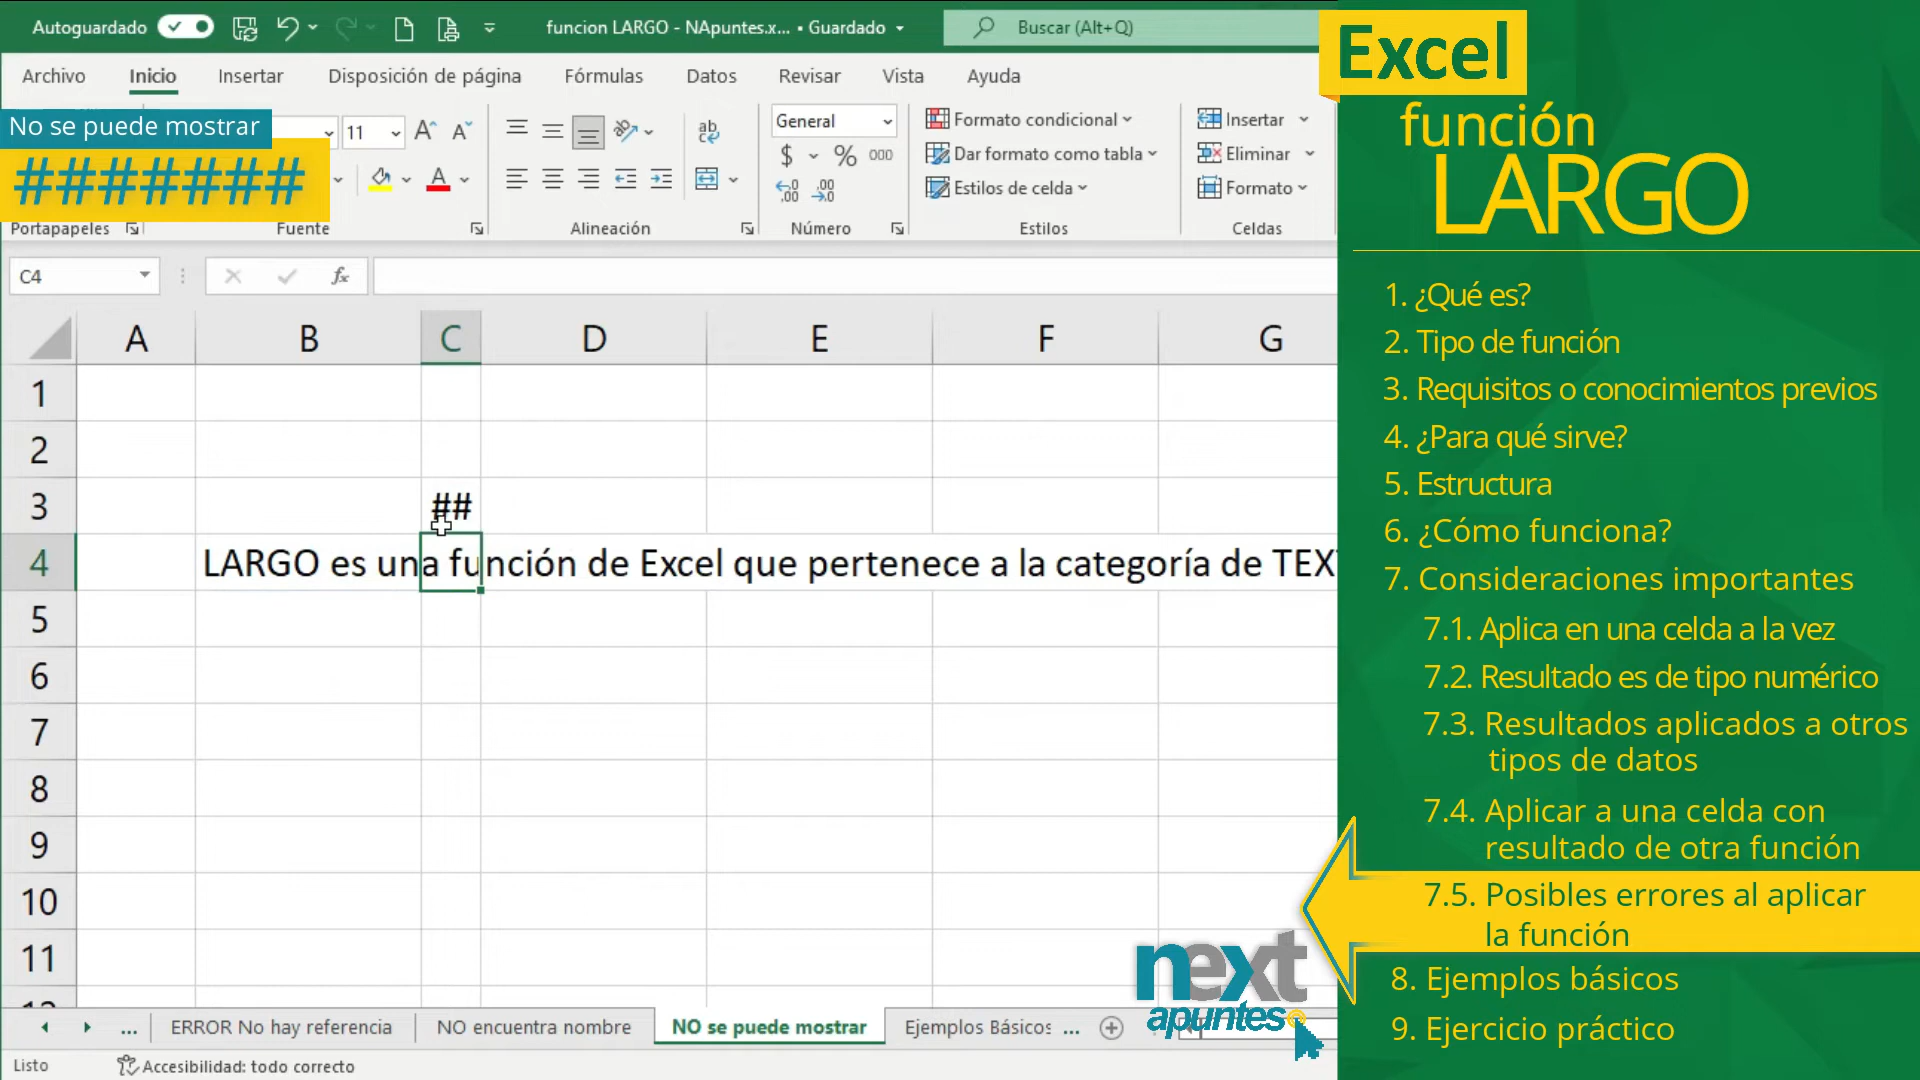 Autoguardado
funcion LARGO - NApuntes.x... • Guardado
Buscar (Alt+Q)
Archivo
Inicio
Insertar
Disposición de página
Fórmulas
Datos
Revisar
Vista
Ayuda
No se puede mostrar
#######
11
General
Formato condicional
Dar formato como tabla
Estilos de celda
Insertar
Eliminar
Formato
Portapapeles
Fuente
Alineación
Número
Estilos
Celdas
C4
fx
A B C D E F G
1
2
3 ##
4 LARGO es una función de Excel que pertenece a la categoría de TEX
5
6
7
8
9
10
11
12
... ERROR No hay referencia
NO encuentra nombre
NO se puede mostrar
Ejemplos Básicos ...
Listo
Accesibilidad: todo correcto
next
apuntes
Excel
función
LARGO
1. ¿Qué es?
2. Tipo de función
3. Requisitos o conocimientos previos
4. ¿Para qué sirve?
5. Estructura
6. ¿Cómo funciona?
7. Consideraciones importantes
7.1. Aplica en una celda a la vez
7.2. Resultado es de tipo numérico
7.3. Resultados aplicados a otros
tipos de datos
7.4. Aplicar a una celda con
resultado de otra función
7.5. Posibles errores al aplicar
la función
8. Ejemplos básicos
9. Ejercicio práctico